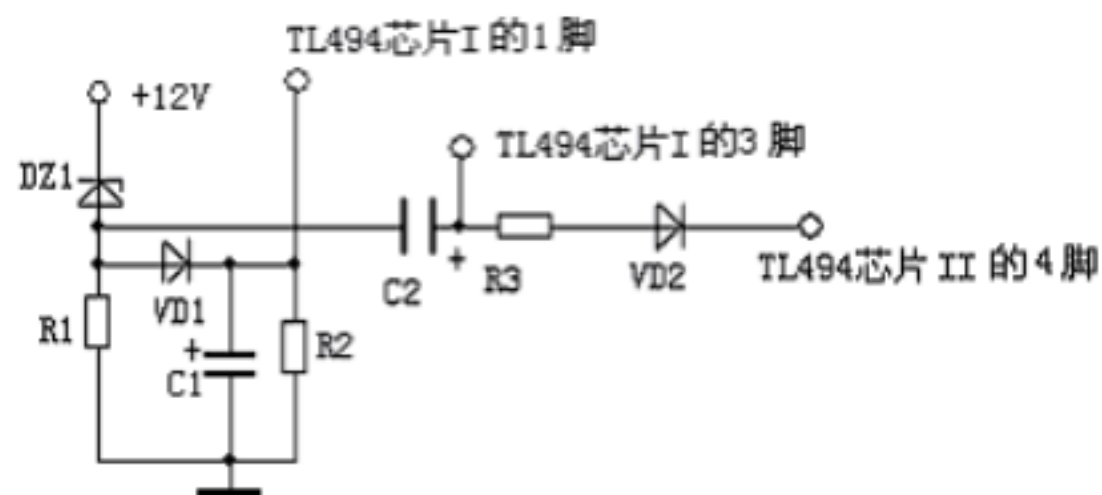 TL494芯片I的1脚
+12V
TL494芯片I的3脚
DZ1
+
C2
R3
VD2
TL494芯片II的4脚
VD1
R1
+
C1
R2